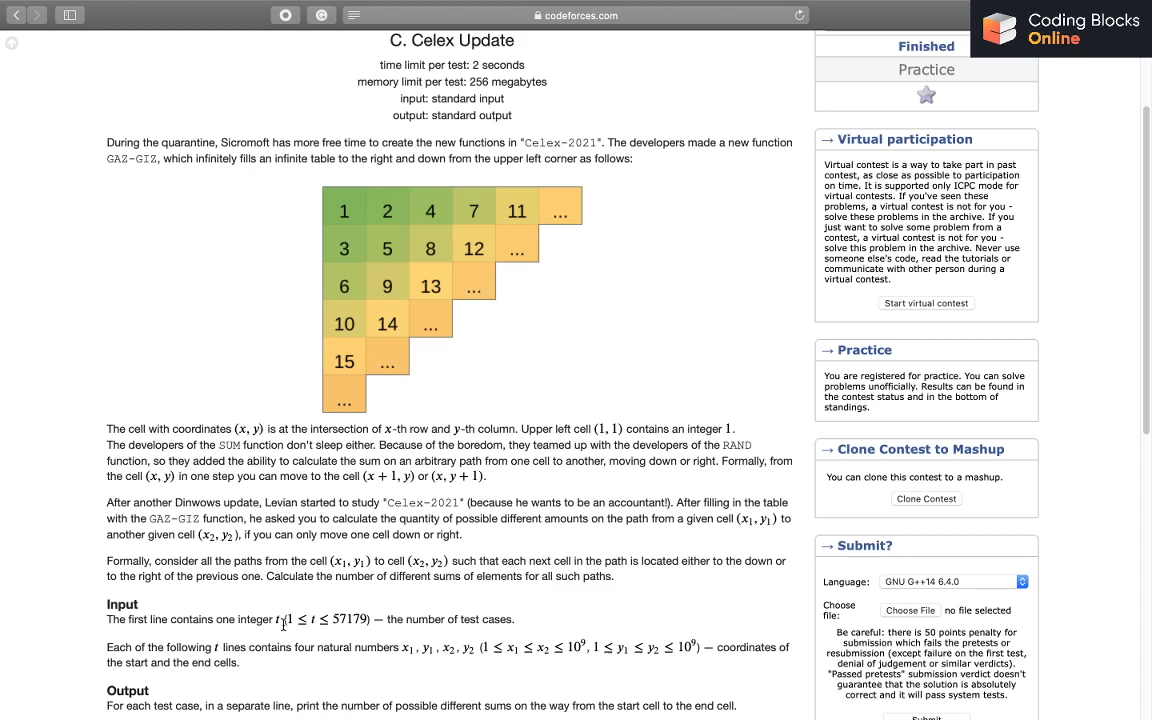 codeforces.com
Coding Blocks
Online
C. Celex Update
time limit per test: 2 seconds
memory limit per test: 256 megabytes
input: standard input
output: standard output
During the quarantine, Sicromoft has more free time to create the new functions in "Celex-2021". The developers made a new function
GAZ-GIZ, which infinitely fills an infinite table to the right and down from the upper left corner as follows:
1 2 4 7 11 ...
3 5 8 12 ...
6 9 13 ...
10 14 ...
15 ...
...
The cell with coordinates (x, y) is at the intersection of x-th row and y-th column. Upper left cell (1, 1) contains an integer 1.
The developers of the SUM function don't sleep either. Because of the boredom, they teamed up with the developers of the RAND
function, so they added the ability to calculate the sum on an arbitrary path from one cell to another, moving down or right. Formally, from
the cell (x, y) in one step you can move to the cell (x + 1, y) or (x, y + 1).
After another Dinwows update, Levian started to study "Celex-2021" (because he wants to be an accountant!). After filling in the table
with the GAZ-GIZ function, he asked you to calculate the quantity of possible different amounts on the path from a given cell (x₁, y₁) to
another given cell (x₂, y₂), if you can only move one cell down or right.
Formally, consider all the paths from the cell (x₁, y₁) to cell (x₂, y₂) such that each next cell in the path is located either to the down or
to the right of the previous one. Calculate the number of different sums of elements for all such paths.
Input
The first line contains one integer t (1 ≤ t ≤ 57179) — the number of test cases.
Each of the following t lines contains four natural numbers x₁, y₁, x₂, y₂ (1 ≤ x₁ ≤ x₂ ≤ 10⁹, 1 ≤ y₁ ≤ y₂ ≤ 10⁹) — coordinates of
the start and the end cells.
Output
For each test case, in a separate line, print the number of possible different sums on the way from the start cell to the end cell.
Finished
Practice
→ Virtual participation
Virtual contest is a way to take part in past
contest, as close as possible to participation
on time. It is supported only ICPC mode for
virtual contests. If you've seen these
problems, a virtual contest is not for you -
solve these problems in the archive. If you
just want to solve some problem from a
contest, a virtual contest is not for you -
solve this problem in the archive. Never use
someone else's code, read the tutorials or
communicate with other person during a
virtual contest.
Start virtual contest
→ Practice
You are registered for practice. You can solve
problems unofficially. Results can be found in
the contest status and in the bottom of
standings.
→ Clone Contest to Mashup
You can clone this contest to a mashup.
Clone Contest
→ Submit?
Language: GNU G++14 6.4.0
Choose
file: Choose File no file selected
Be careful: there is 50 points penalty for
submission which fails the pretests or
resubmission (except failure on the first test,
denial of judgement or similar verdicts).
"Passed pretests" submission verdict doesn't
guarantee that the solution is absolutely
correct and it will pass system tests.
Submit